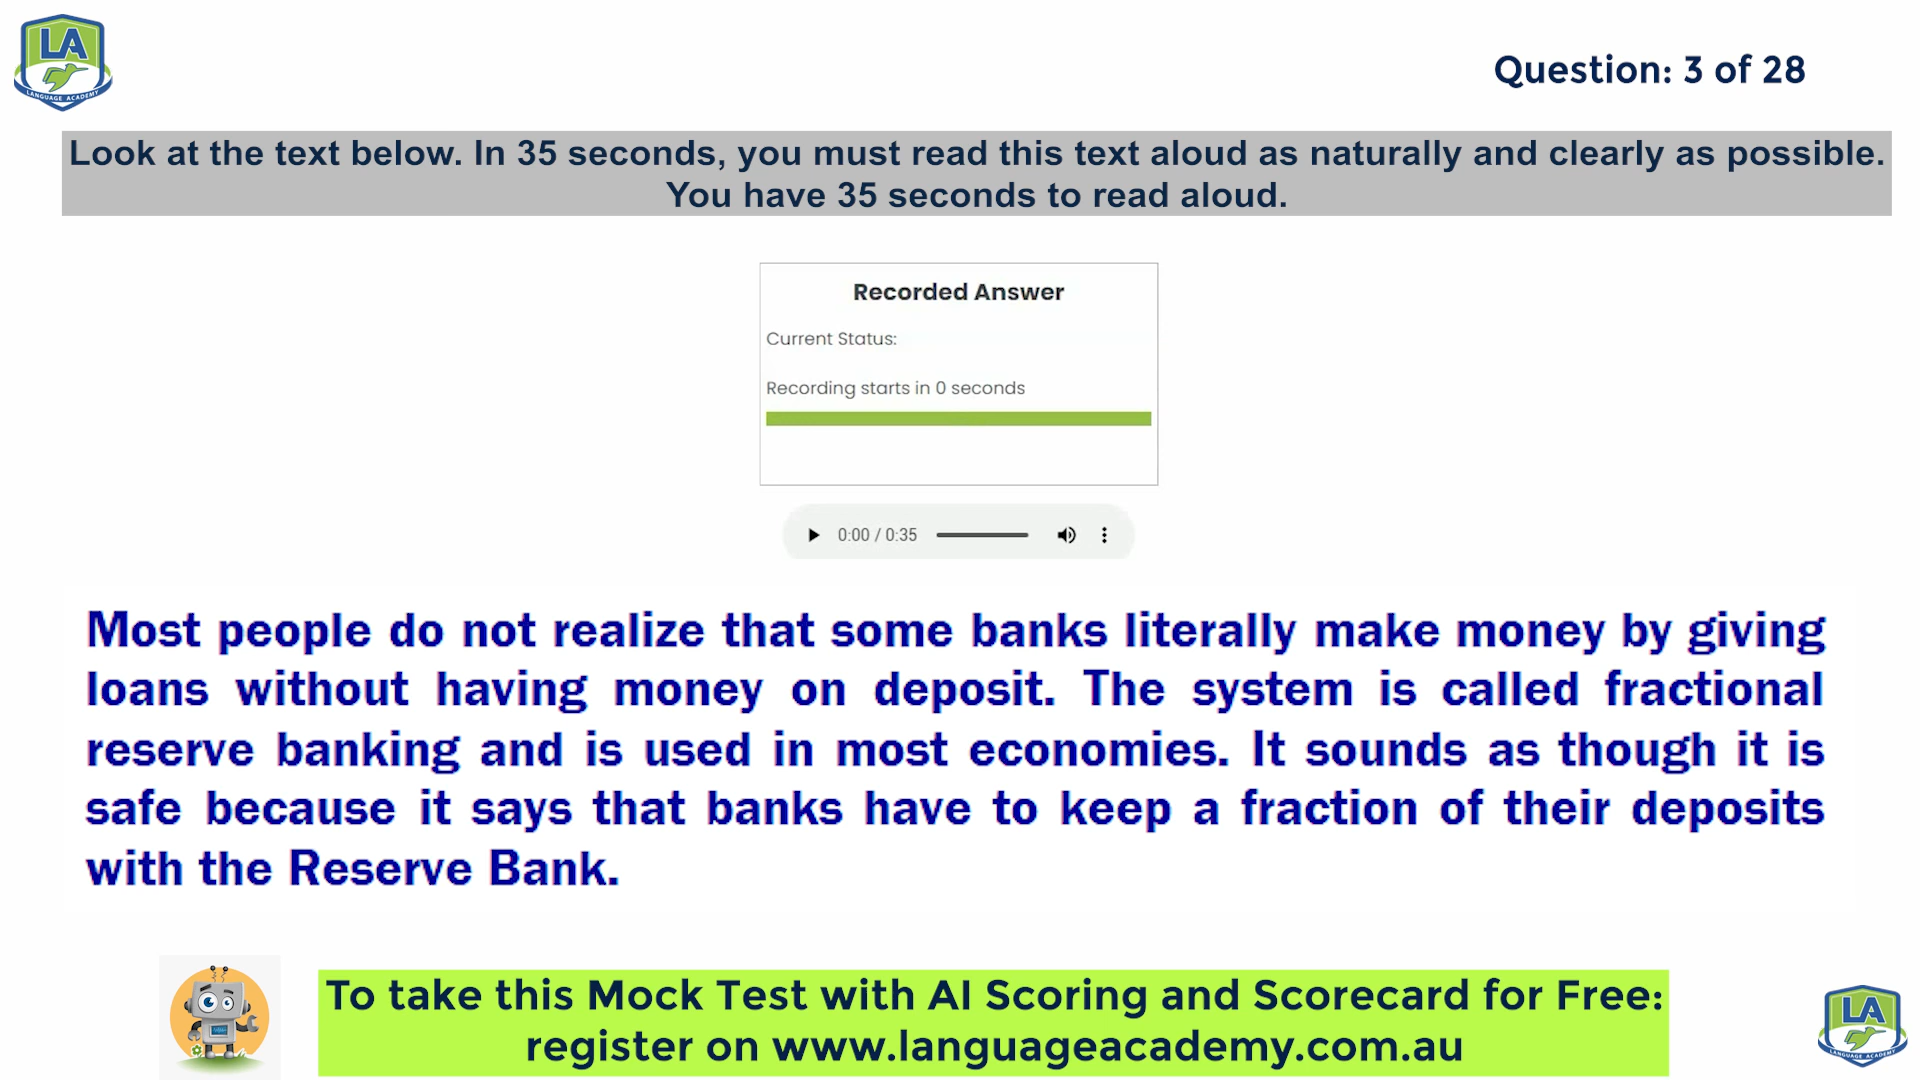 LA
LANGUAGE ACADEMY
Question: 3 of 28
Look at the text below. In 35 seconds, you must read this text aloud as naturally and clearly as possible.
You have 35 seconds to read aloud.
Recorded Answer
Current Status:
Recording starts in 0 seconds
0:00 / 0:35
Most people do not realize that some banks literally make money by giving
loans without having money on deposit. The system is called fractional
reserve banking and is used in most economies. It sounds as though it is
safe because it says that banks have to keep a fraction of their deposits
with the Reserve Bank.
To take this Mock Test with AI Scoring and Scorecard for Free:
register on www.languageacademy.com.au
LA
LANGUAGE ACADEMY